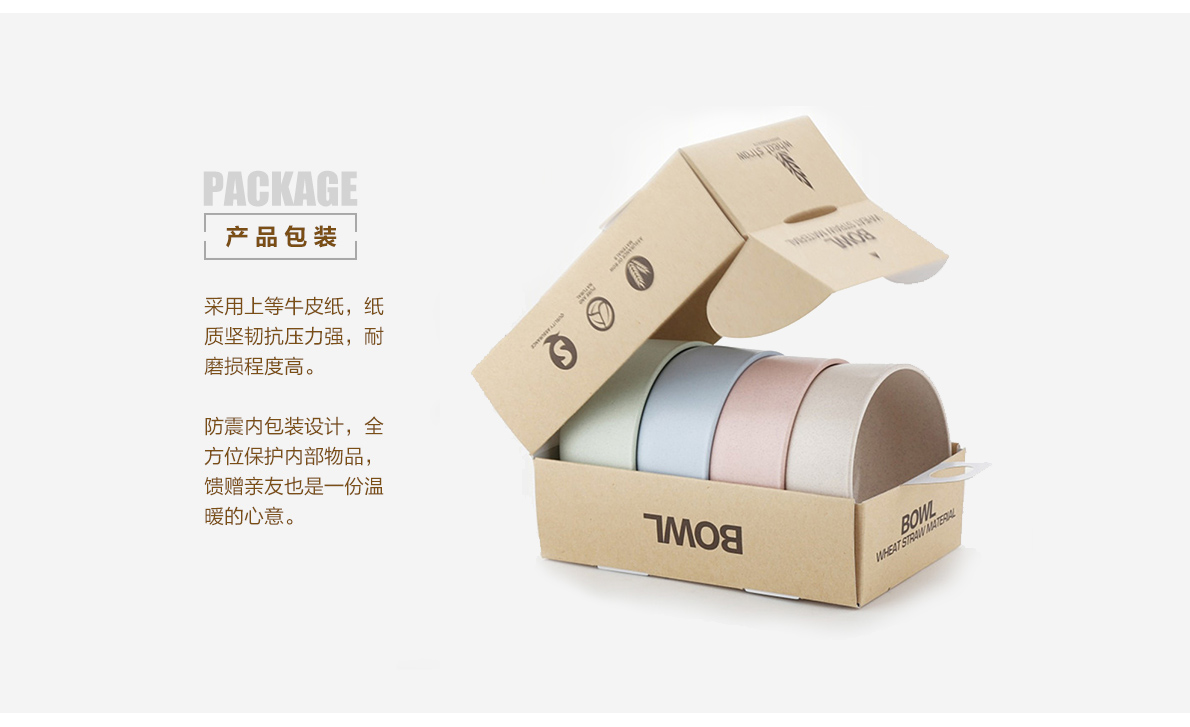 PACKAGE
产品包装
采用上等牛皮纸，纸
质坚韧抗压力强，耐
磨损程度高。
防震内包装设计，全
方位保护内部物品，
馈赠亲友也是一份温
暖的心意。
wheat straw
BOWL
WHEAT STRAW MATERIAL
BOWL
BOWL
WHEAT STRAW MATERIAL